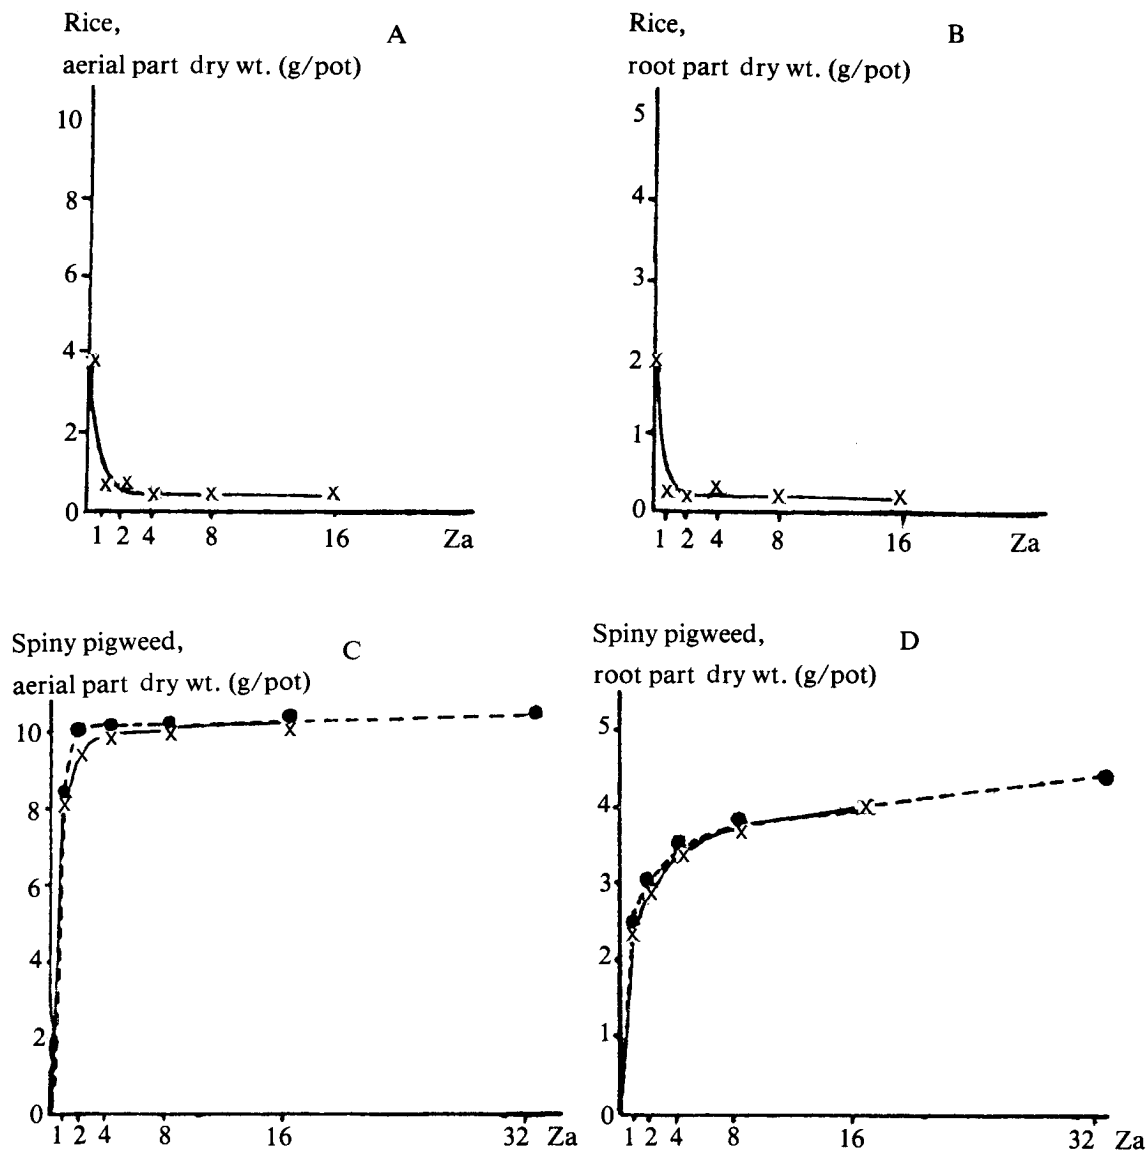 Rice,
A
aerial part dry wt. (g/pot)
10
8
6
4
2
0
1 2 4 8 16 Za
Rice,
B
root part dry wt. (g/pot)
5
4
3
2
1
0
1 2 4 8 16 Za
Spiny pigweed,
C
aerial part dry wt. (g/pot)
10
8
6
4
2
0
1 2 4 8 16 32 Za
Spiny pigweed,
D
root part dry wt. (g/pot)
5
4
3
2
1
0
1 2 4 8 16 32 Za